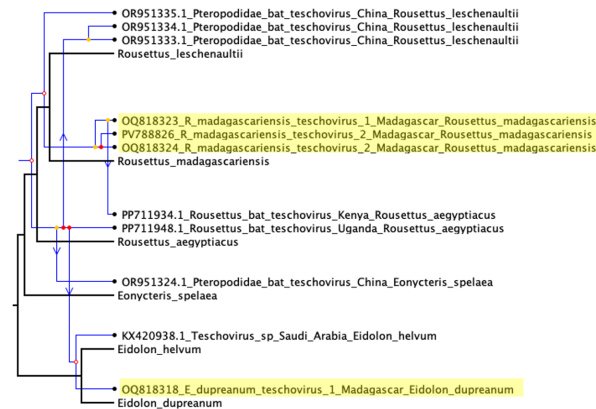 OR951335.1_Pteropodidae_bat_teschovirus_China_Rousettus_leschenaultii
OR951334.1_Pteropodidae_bat_teschovirus_China_Rousettus_leschenaultii
OR951333.1_Pteropodidae_bat_teschovirus_China_Rousettus_leschenaultii
Rousettus_leschenaultii
OQ818323_R_madagascariensis_teschovirus_1_Madagascar_Rousettus_madagascariensis
PV788826_R_madagascariensis_teschovirus_2_Madagascar_Rousettus_madagascariensis
OQ818324_R_madagascariensis_teschovirus_2_Madagascar_Rousettus_madagascariensis
Rousettus_madagascariensis
PP711934.1_Rousettus_bat_teschovirus_Kenya_Rousettus_aegyptiacus
PP711948.1_Rousettus_bat_teschovirus_Uganda_Rousettus_aegyptiacus
Rousettus_aegyptiacus
OR951324.1_Pteropodidae_bat_teschovirus_China_Eonycteris_spelaea
Eonycteris_spelaea
KX420938.1_Teschovirus_sp_Saudi_Arabia_Eidolon_helvum
Eidolon_helvum
OQ818318_E_dupreanum_teschovirus_1_Madagascar_Eidolon_dupreanum
Eidolon_dupreanum